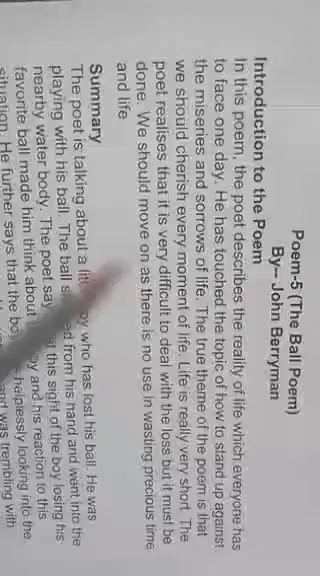 Poem-5 (The Ball Poem)
By-- John Berryman
Introduction to the Poem
In this poem, the poet describes the reality of life which everyone has
to face one day. He has touched the topic of how to stand up against
the miseries and sorrows of life. The true theme of the poem is that
we should cherish every moment of life. Life is really very short. The
poet realises that it is very difficult to deal with the loss but it must be
done. We should move on as there is no use in wasting precious time
and life
Summary
The poet is talking about a who has lost his ball. He was
playing with his ball. The ball from his hand and went into the
nearby water body. The poet this sight of the boy losing his
favorite ball made him think about and his reaction to this
situation. He further says that the helplessly looking into the
was trembling with